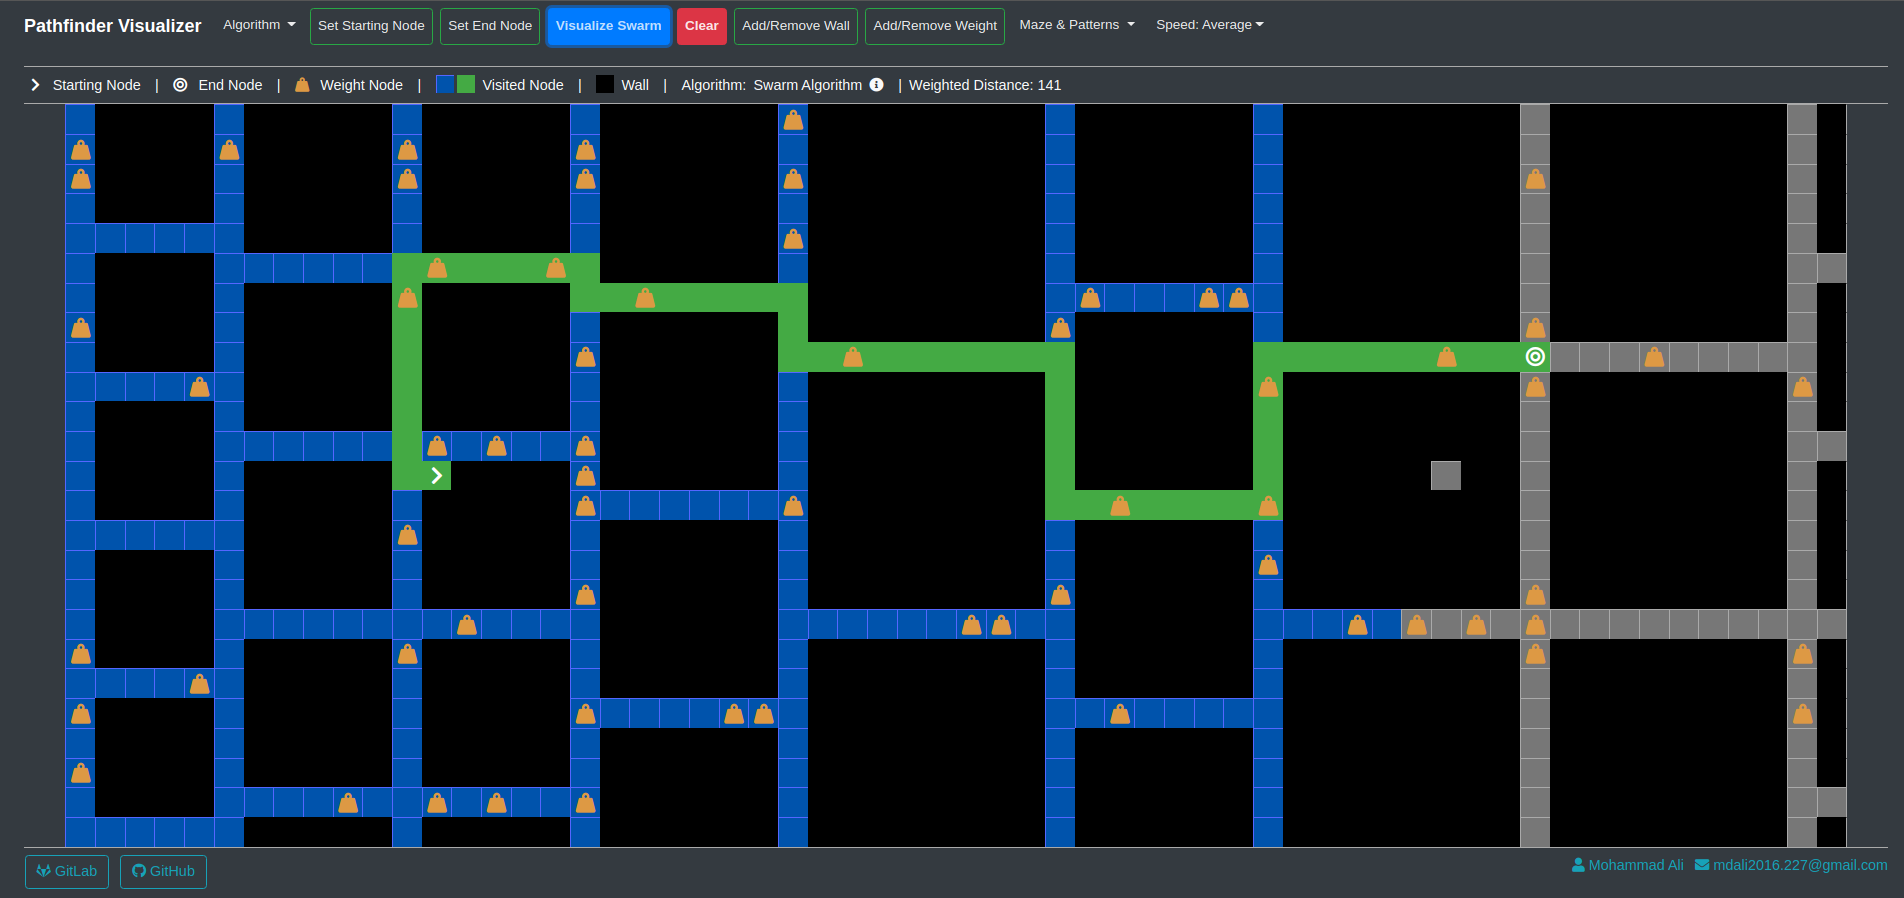 Pathfinder Visualizer Algorithm Set Starting Node Set End Node Visualize Swarm Clear Add/Remove Wall Add/Remove Weight Maze & Patterns Speed: Average
Starting Node | End Node | Weight Node | Visited Node | Wall | Algorithm: Swarm Algorithm | Weighted Distance: 141
GitLab GitHub Mohammad Ali mdali2016.227@gmail.com